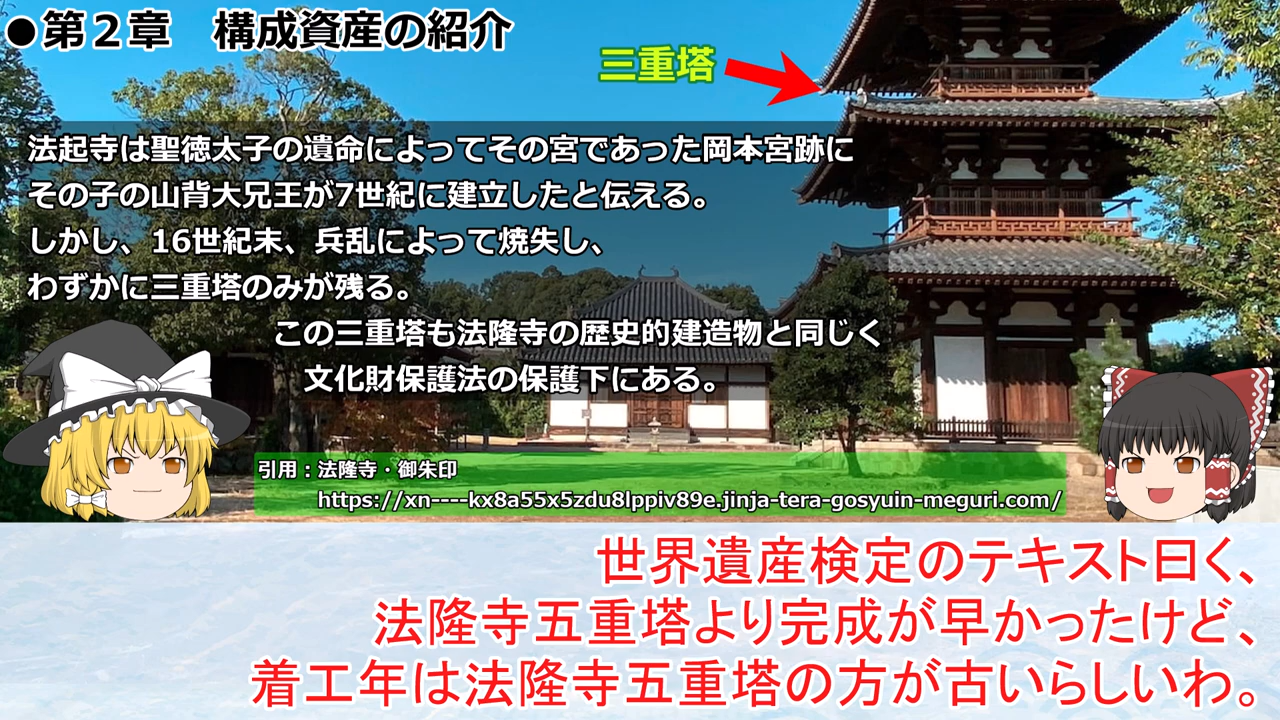 ●第２章　構成資産の紹介
三重塔
法起寺は聖徳太子の遺命によってその宮であった岡本宮跡に
その子の山背大兄王が7世紀に建立したと伝える。
しかし、16世紀末、兵乱によって焼失し、
わずかに三重塔のみが残る。
この三重塔も法隆寺の歴史的建造物と同じく
文化財保護法の保護下にある。
引用：法隆寺・御朱印
https://xn----kx8a55x5zdu8lppiv89e.jinja-tera-gosyuin-meguri.com/
世界遺産検定のテキスト曰く、
法隆寺五重塔より完成が早かったけど、
着工年は法隆寺五重塔の方が古いらしいわ。